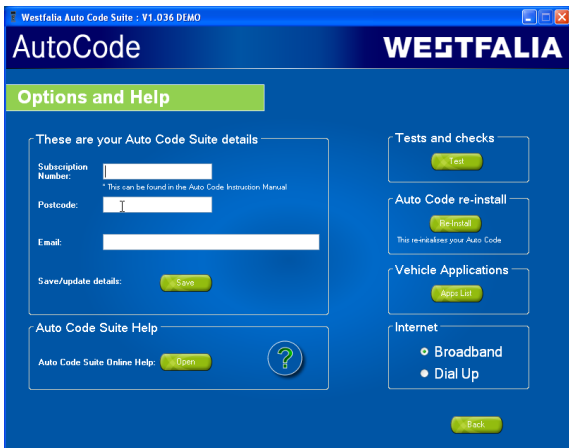 Westfalia Auto Code Suite : V1.036 DEMO
AutoCode
WESTFALIA
Options and Help
These are your Auto Code Suite details
Subscription
Number:
* This can be found in the Auto Code Instruction Manual
Postcode:
Email:
Save/update details:
Save
Auto Code Suite Help
Auto Code Suite Online Help:
Open
?
Tests and checks
Test
Auto Code re-install
Re-Install
This re-initalises your Auto Code
Vehicle Applications
Apps List
Internet
Broadband
Dial Up
Back